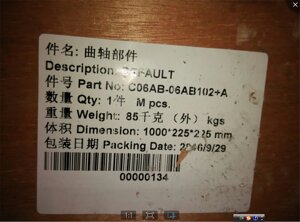 件名: 曲轴部件
Description: DEFAULT
件号 Part No: C06AB-06AB102+A
数量 Qty: 1件 M pcs.
重量 Weight: 85千克 (外) kgs
体积 Dimension: 1000*225*225 mm
包装日期 Packing Date: 2016/9/29
00000134